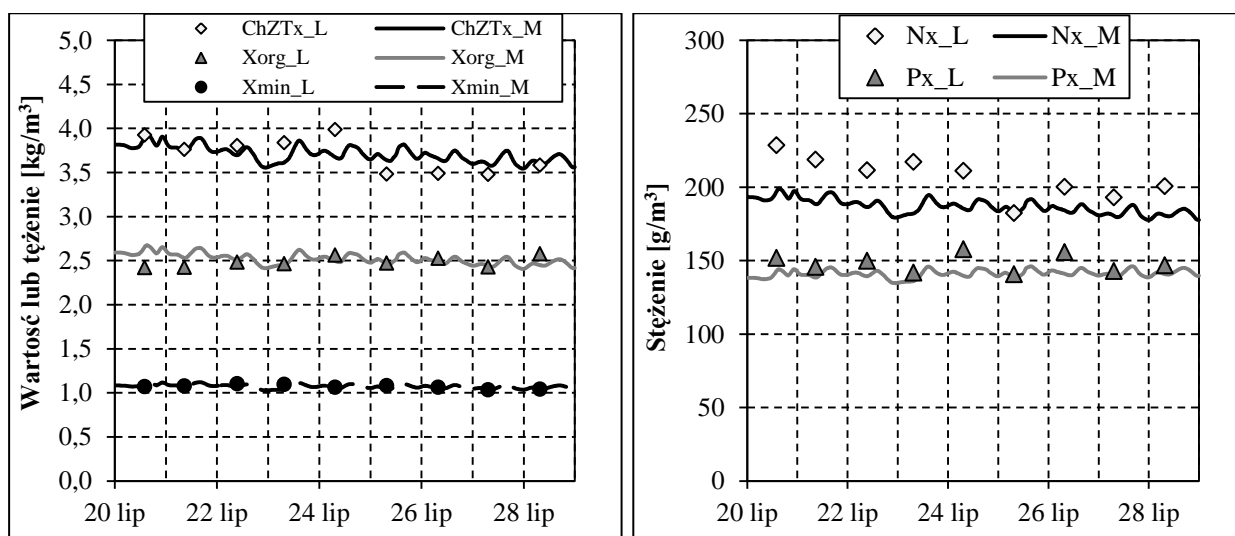 ChZTx_L ChZTx_M
Xorg_L Xorg_M
Xmin_L Xmin_M
Wartość lub tężenie [kg/m³]
5,0
4,5
4,0
3,5
3,0
2,5
2,0
1,5
1,0
0,5
0,0
20 lip 22 lip 24 lip 26 lip 28 lip
Nx_L Nx_M
Px_L Px_M
Stężenie [g/m³]
300
250
200
150
100
50
0
20 lip 22 lip 24 lip 26 lip 28 lip